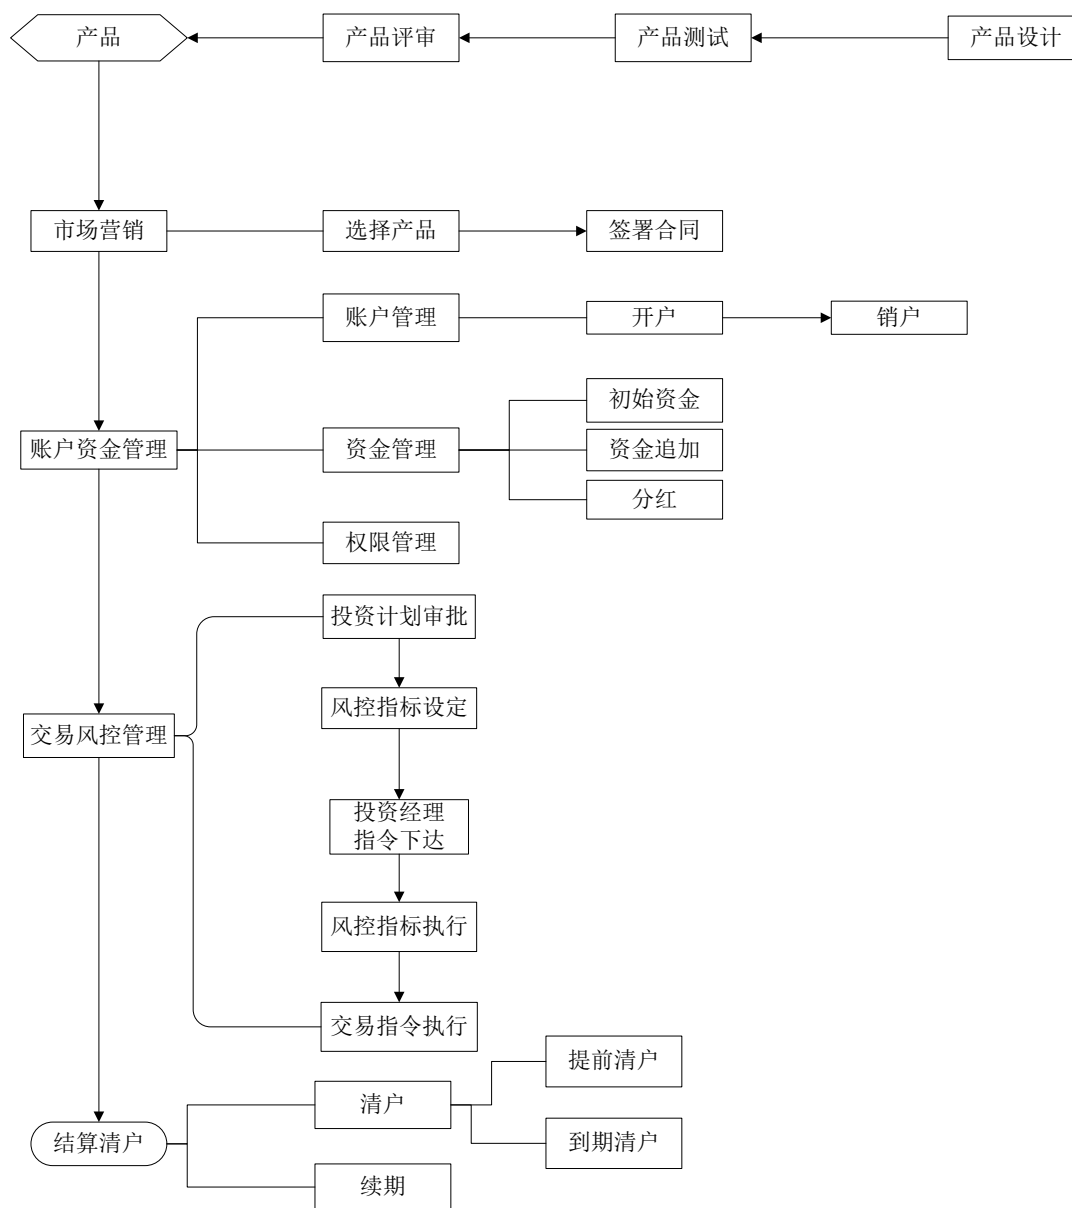 产品
产品评审
产品测试
产品设计
市场营销
选择产品
签署合同
账户管理
开户
销户
初始资金
账户资金管理
资金管理
资金追加
分红
权限管理
投资计划审批
风控指标设定
交易风控管理
投资经理
指令下达
风控指标执行
交易指令执行
提前清户
清户
结算清户
到期清户
续期